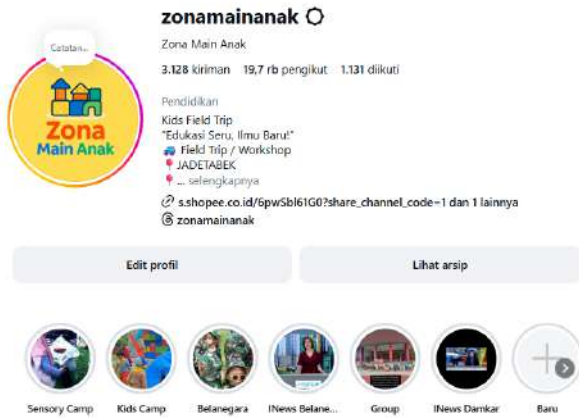 zonamainanak
Catatan...
Zona Main Anak
3.128 kiriman 19,7 rb pengikut 1.131 diikuti
Zona
Main Anak
Pendidikan
Kids Field Trip
"Edukasi Seru, Ilmu Baru!"
🚙 Field Trip / Workshop
📍JADETABEK
📍... selengkapnya
s.shopee.co.id/6pwSbl61G0?share_channel_code=1 dan 1 lainnya
zonamainanak
Edit profil Lihat arsip
Sensory Camp Kids Camp Belanegara INews Belane... Group INews Damkar Baru